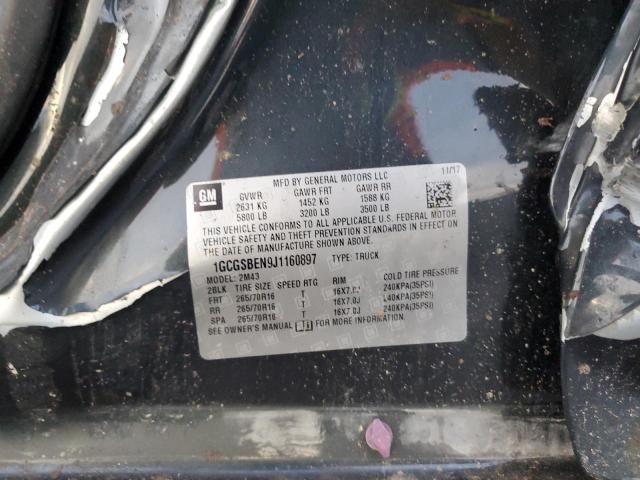 MFD BY GENERAL MOTORS LLC 11/17
GM GVWR GAWR FRT GAWR RR
2631 KG 1452 KG 1588 KG
5800 LB 3200 LB 3500 LB
THIS VEHICLE CONFORMS TO ALL APPLICABLE U.S. FEDERAL MOTOR
VEHICLE SAFETY AND THEFT PREVENTION STANDARDS IN EFFECT ON
THE DATE OF MANUFACTURE SHOWN ABOVE.
1GCGSBEN9J1160897 TYPE: TRUCK
MODEL: 2M43
2BLK TIRE SIZE SPEED RTG RIM COLD TIRE PRESSURE
FRT 265/70R16 T 16X7.0J 240KPA(35PSI)
RR 265/70R16 T 16X7.0J 240KPA(35PSI)
SPA 265/70R16 T 16X7.0J 240KPA(35PSI)
SEE OWNER'S MANUAL FOR MORE INFORMATION.